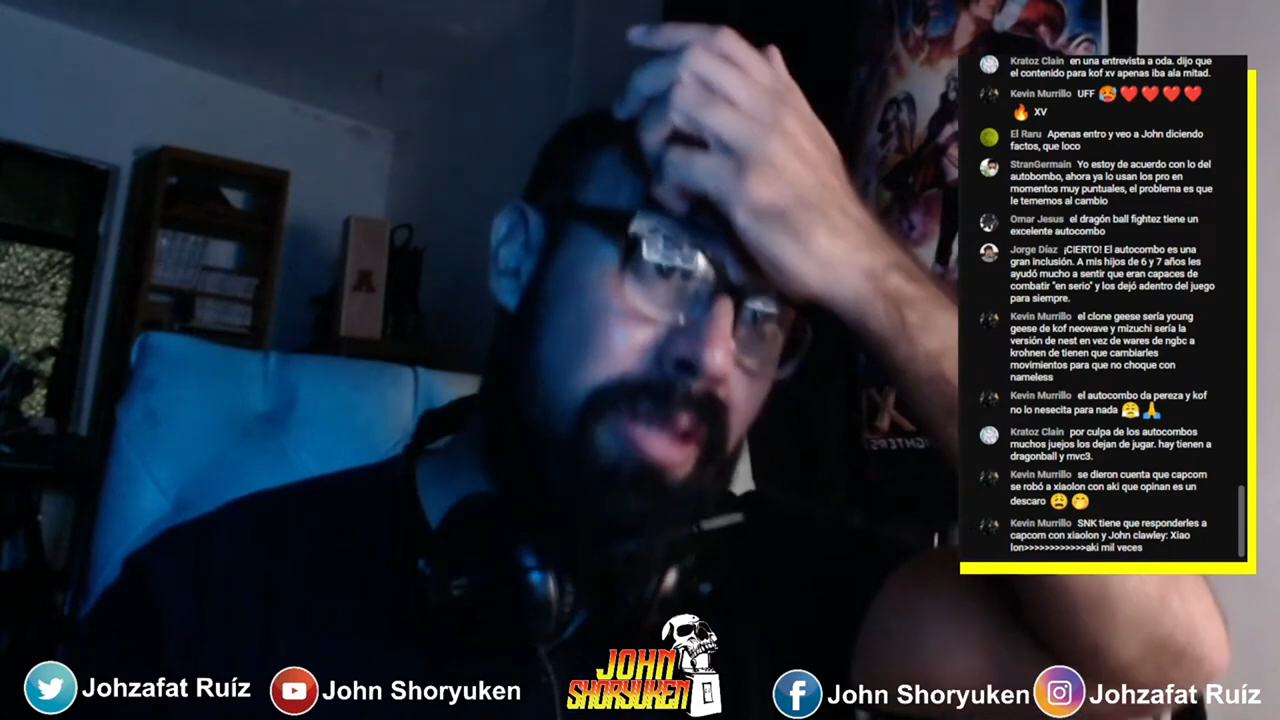 Kratoz Clain en una entrevista a oda. dijo que
el contenido para kof xv apenas iba ala mitad.
Kevin Murrillo UFF 🥵❤️❤️❤️❤️
🔥 XV
El Raru Apenas entro y veo a John diciendo
factos, que loco
StranGermain Yo estoy de acuerdo con lo del
autobombo, ahora ya lo usan los pro en
momentos muy puntuales, el problema es que
le tememos al cambio
Omar Jesus el dragón ball fightez tiene un
excelente autocombo
Jorge Díaz ¡CIERTO! El autocombo es una
gran inclusión. A mis hijos de 6 y 7 años les
ayudó mucho a sentir que eran capaces de
combatir "en serio" y los dejó adentro del juego
para siempre.
Kevin Murrillo el clone geese sería young
geese de kof neowave y mizuchi sería la
versión de nest en vez de wares de ngbc a
krohnen de tienen que cambiarles
movimientos para que no choque con
nameless
Kevin Murrillo el autocombo da pereza y kof
no lo nesecita para nada 😤🙏
Kratoz Clain por culpa de los autocombos
muchos juejos los dejan de jugar. hay tienen a
dragonball y mvc3.
Kevin Murrillo se dieron cuenta que capcom
se robó a xiaolon con aki que opinan es un
descaro 😩🤭
Kevin Murrillo SNK tiene que responderles a
capcom con xiaolon y John clawley: Xiao
lon>>>>>>>>>>>>aki mil veces
JOHN
SHORYUKEN
Johzafat Ruíz
John Shoryuken
John Shoryuken
Johzafat Ruíz